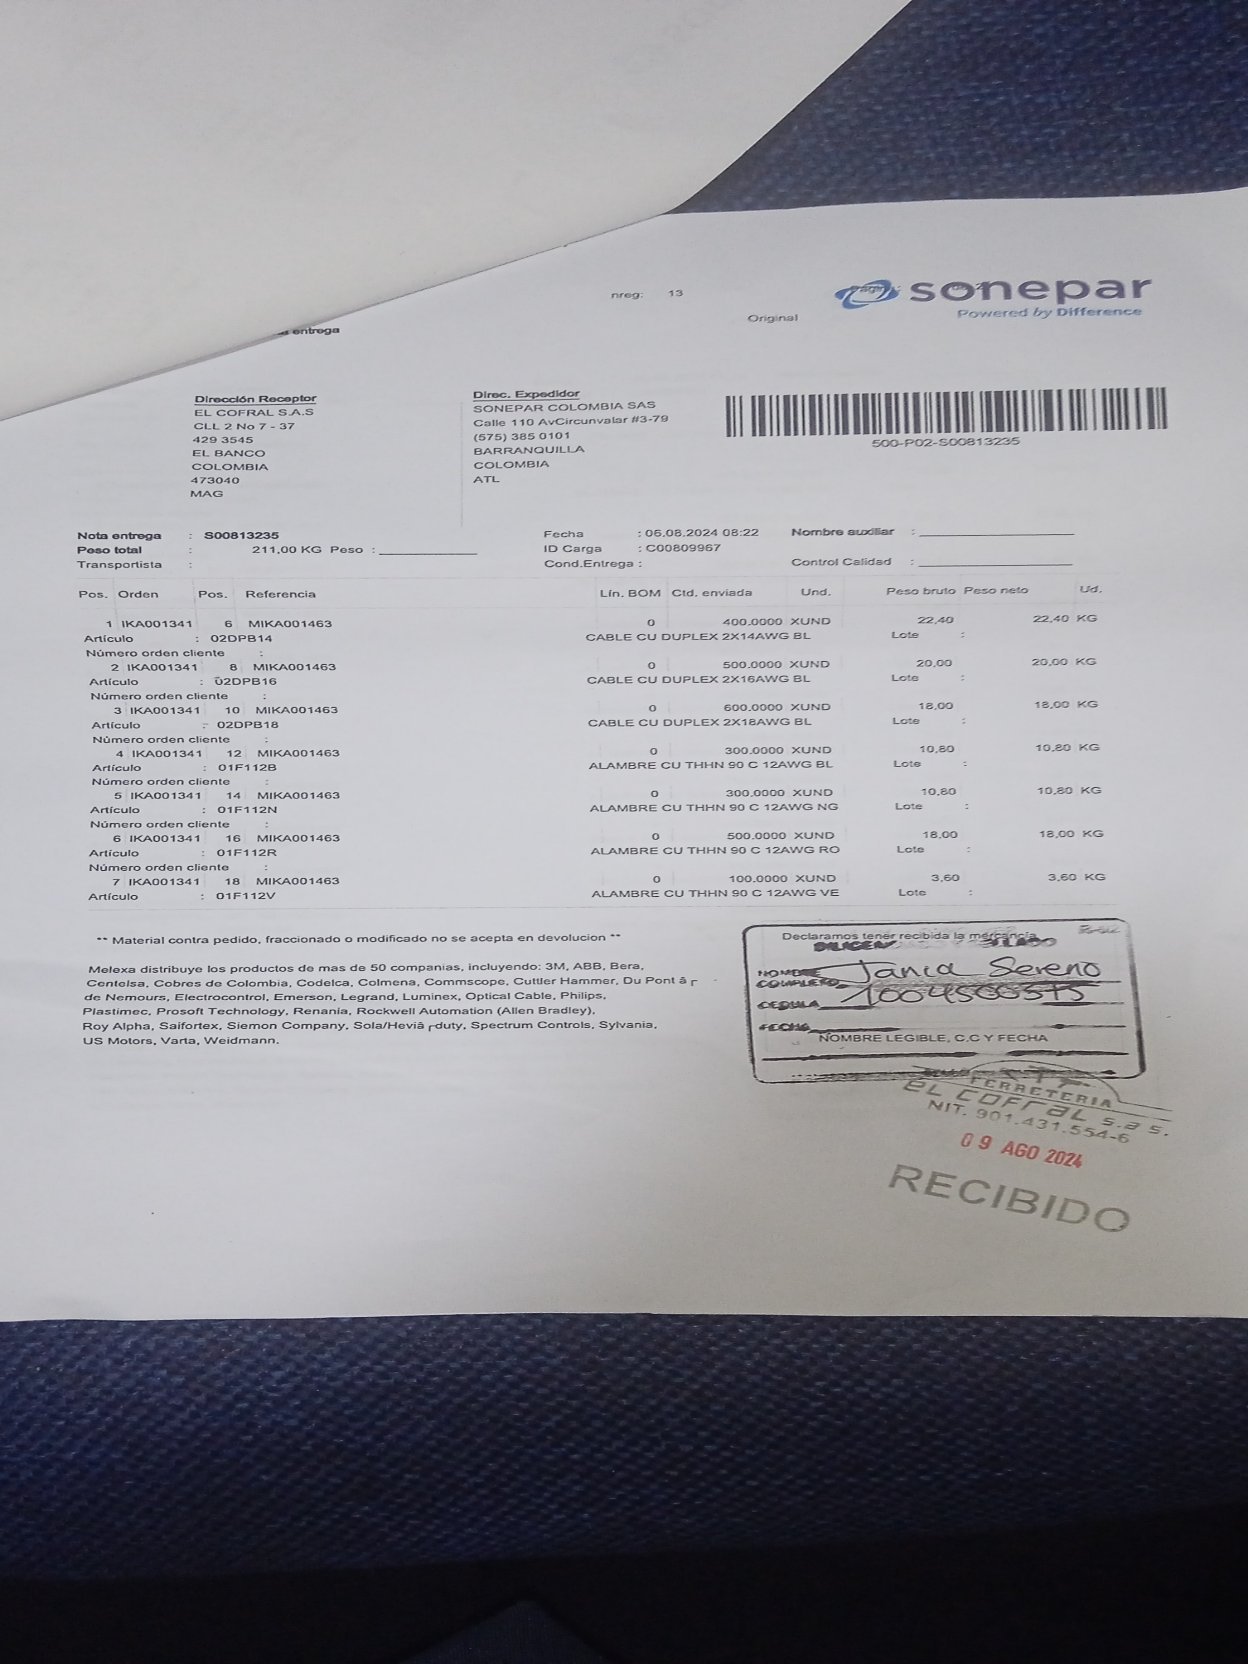 nreg: 13
sonepar
Powered by Difference
Original
entrega
Dirección Receptor
EL COFRAL S.A.S
CLL 2 No 7 - 37
429 3545
EL BANCO
COLOMBIA
473040
MAG
Direc. Expedidor
SONEPAR COLOMBIA SAS
Calle 110 AvCircunvalar #3-79
(575) 385 0101
BARRANQUILLA
COLOMBIA
ATL
500-P02-S00813235
Nota entrega : S00813235 Fecha : 06.08.2024 08:22 Nombre auxiliar :
Peso total : 211,00 KG Peso : ID Carga : C00809967
Transportista : Cond.Entrega : Control Calidad :
Pos. Orden Pos. Referencia Lín. BOM Ctd. enviada Und. Peso bruto Peso neto Ud.
1 IKA001341 6 MIKA001463 0 400.0000 XUND 22,40 22,40 KG
Artículo : 02DPB14 CABLE CU DUPLEX 2X14AWG BL Lote :
Número orden cliente :
2 IKA001341 8 MIKA001463 0 500.0000 XUND 20,00 20,00 KG
Artículo : 02DPB16 CABLE CU DUPLEX 2X16AWG BL Lote :
Número orden cliente :
3 IKA001341 10 MIKA001463 0 600.0000 XUND 18,00 18,00 KG
Artículo : 02DPB18 CABLE CU DUPLEX 2X18AWG BL Lote :
Número orden cliente :
4 IKA001341 12 MIKA001463 0 300.0000 XUND 10,80 10,80 KG
Artículo : 01F112B ALAMBRE CU THHN 90 C 12AWG BL Lote :
Número orden cliente :
5 IKA001341 14 MIKA001463 0 300.0000 XUND 10,80 10,80 KG
Artículo : 01F112N ALAMBRE CU THHN 90 C 12AWG NG Lote :
Número orden cliente :
6 IKA001341 16 MIKA001463 0 500.0000 XUND 18,00 18,00 KG
Artículo : 01F112R ALAMBRE CU THHN 90 C 12AWG RO Lote :
Número orden cliente :
7 IKA001341 18 MIKA001463 0 100.0000 XUND 3,60 3,60 KG
Artículo : 01F112V ALAMBRE CU THHN 90 C 12AWG VE Lote :
** Material contra pedido, fraccionado o modificado no se acepta en devolucion **
Melexa distribuye los productos de mas de 50 companias, incluyendo: 3M, ABB, Bera,
Centelsa, Cobres de Colombia, Codelca, Colmena, Commscope, Cuttler Hammer, Du Pont â┌
de Nemours, Electrocontrol, Emerson, Legrand, Luminex, Optical Cable, Philips,
Plastimec, Prosoft Technology, Renania, Rockwell Automation (Allen Bradley),
Roy Alpha, Saifortex, Siemon Company, Sola/Heviâ┌duty, Spectrum Controls, Sylvania,
US Motors, Varta, Weidmann.
Declaramos tener recibida la mercancia
NOMBRE
COMPLETO Jania Sereno
CEDULA
FECHA
NOMBRE LEGIBLE, C.C Y FECHA
FERRETERIA
EL COFRAL s.a s.
NIT. 901.431.554-6
09 AGO 2024
RECIBIDO